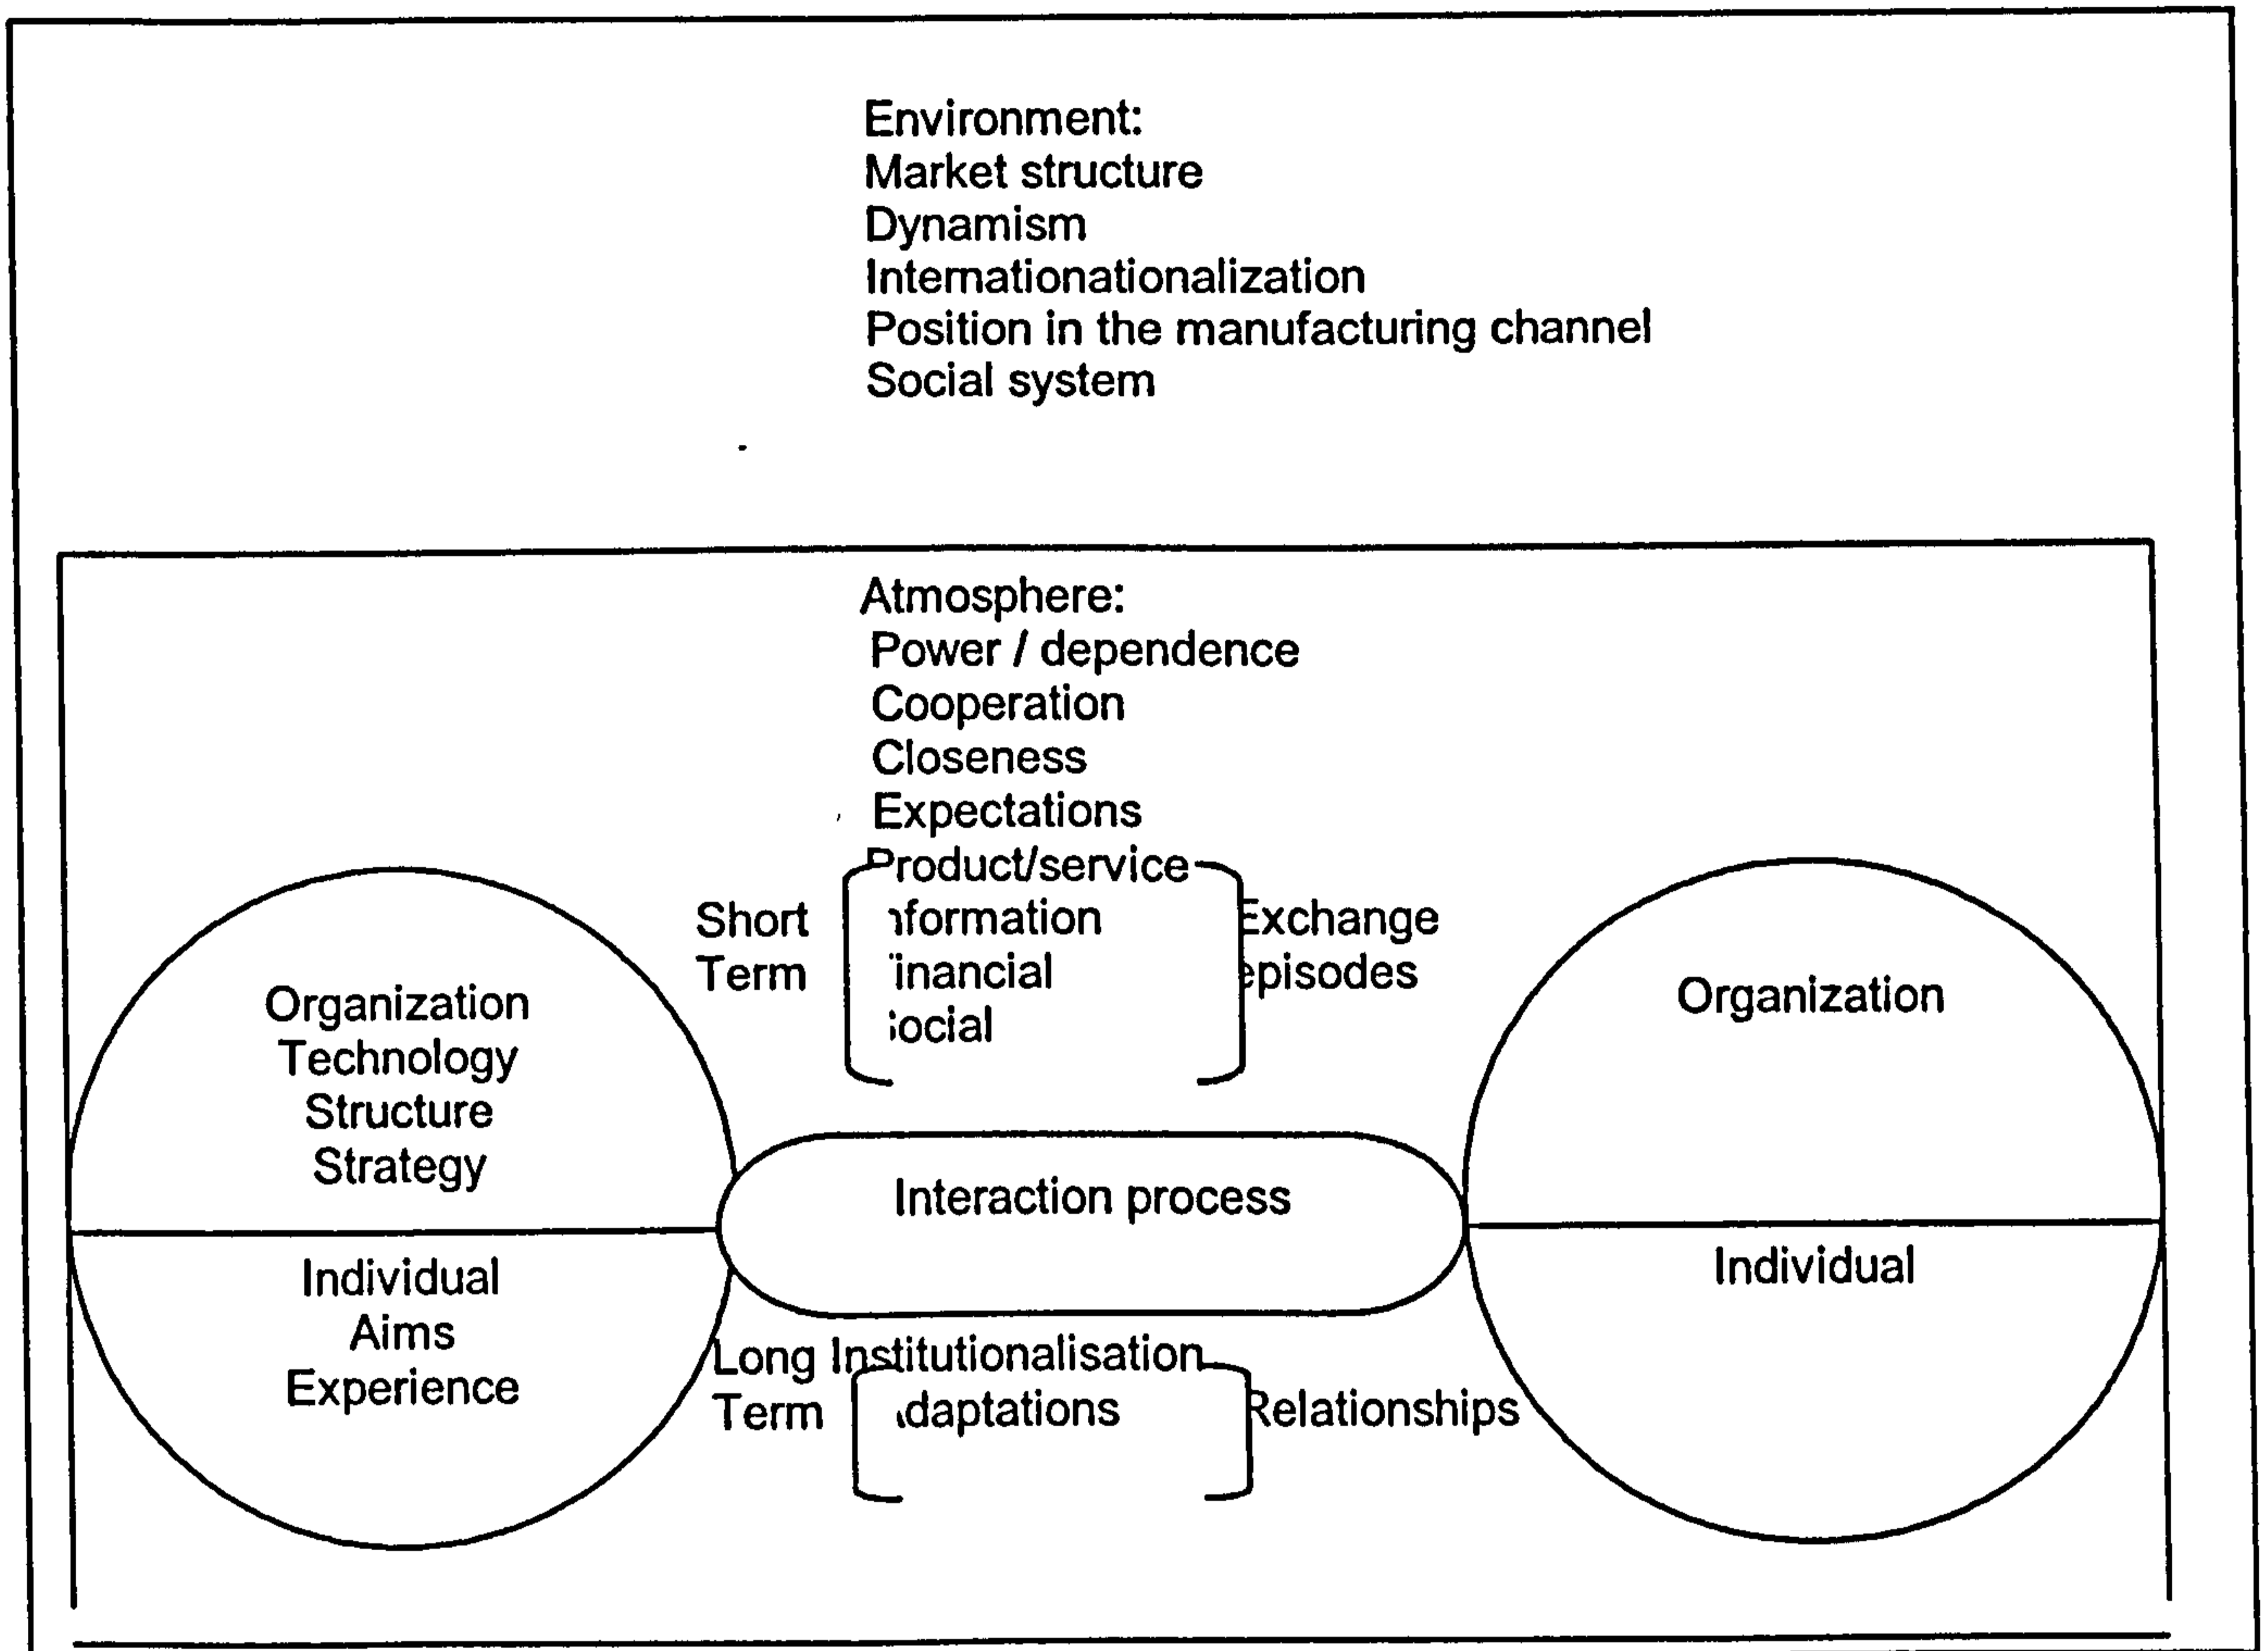 Environment:
Market structure
Dynamism
Internationationalization
Position in the manufacturing channel
Social system
Atmosphere:
Power / dependence
Cooperation
Closeness
Expectations
Product/service
Short
Term
nformation
inancial
ocial
Exchange
episodes
Organization
Technology
Structure
Strategy
Organization
Interaction process
Individual
Aims
Experience
Individual
Long Institutionalisation
Term
daptations
Relationships